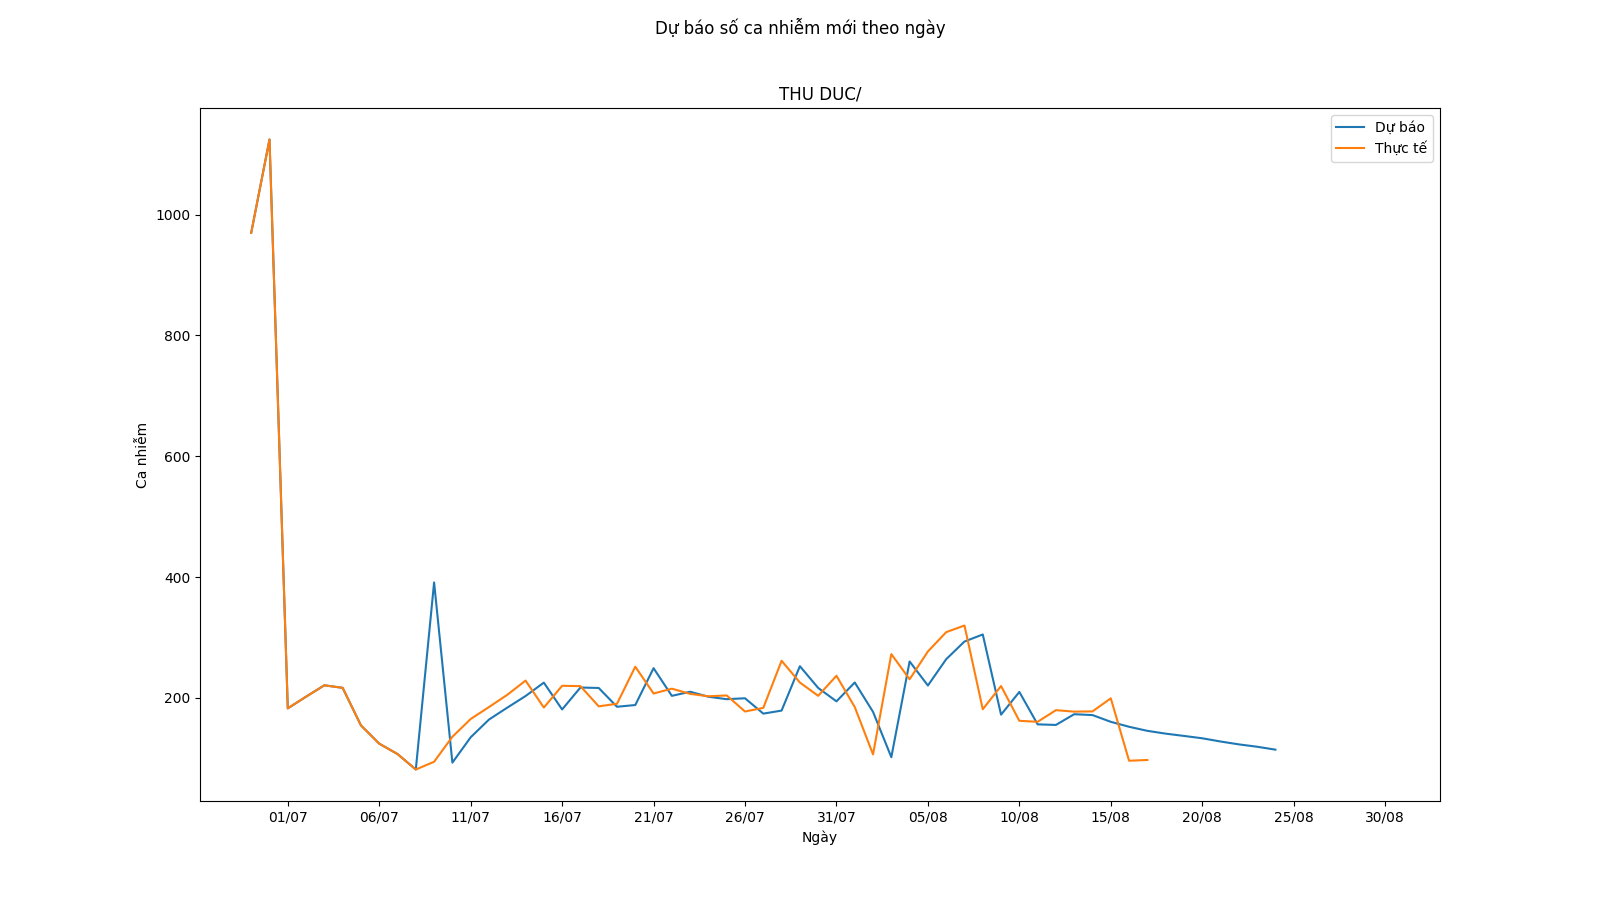 Dự báo số ca nhiễm mới theo ngày
THU DUC/
Dự báo
Thực tế
Ca nhiễm
1000
800
600
400
200
01/07 06/07 11/07 16/07 21/07 26/07 31/07 05/08 10/08 15/08 20/08 25/08 30/08
Ngày